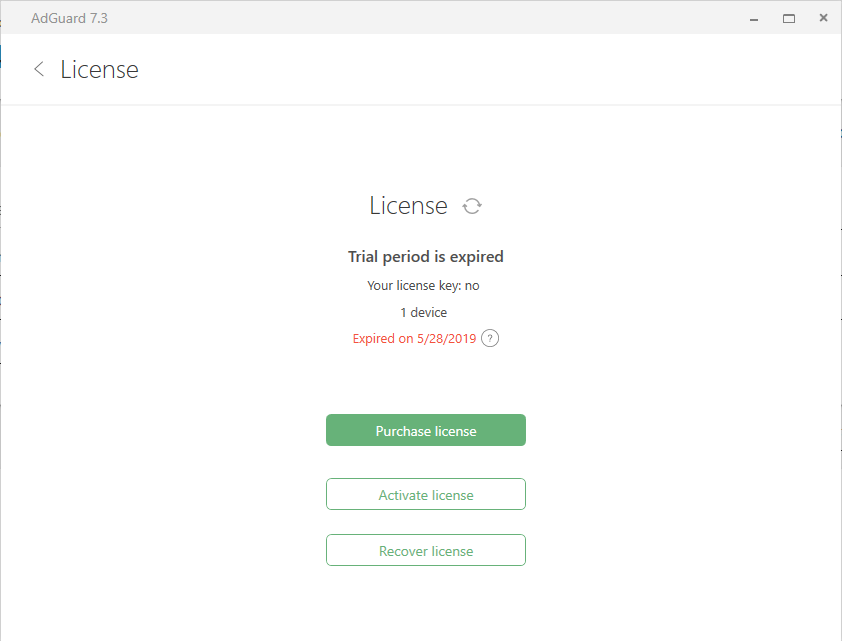 AdGuard 7.3
License
License
Trial period is expired
Your license key: no
1 device
Expired on 5/28/2019 ?
Purchase license
Activate license
Recover license